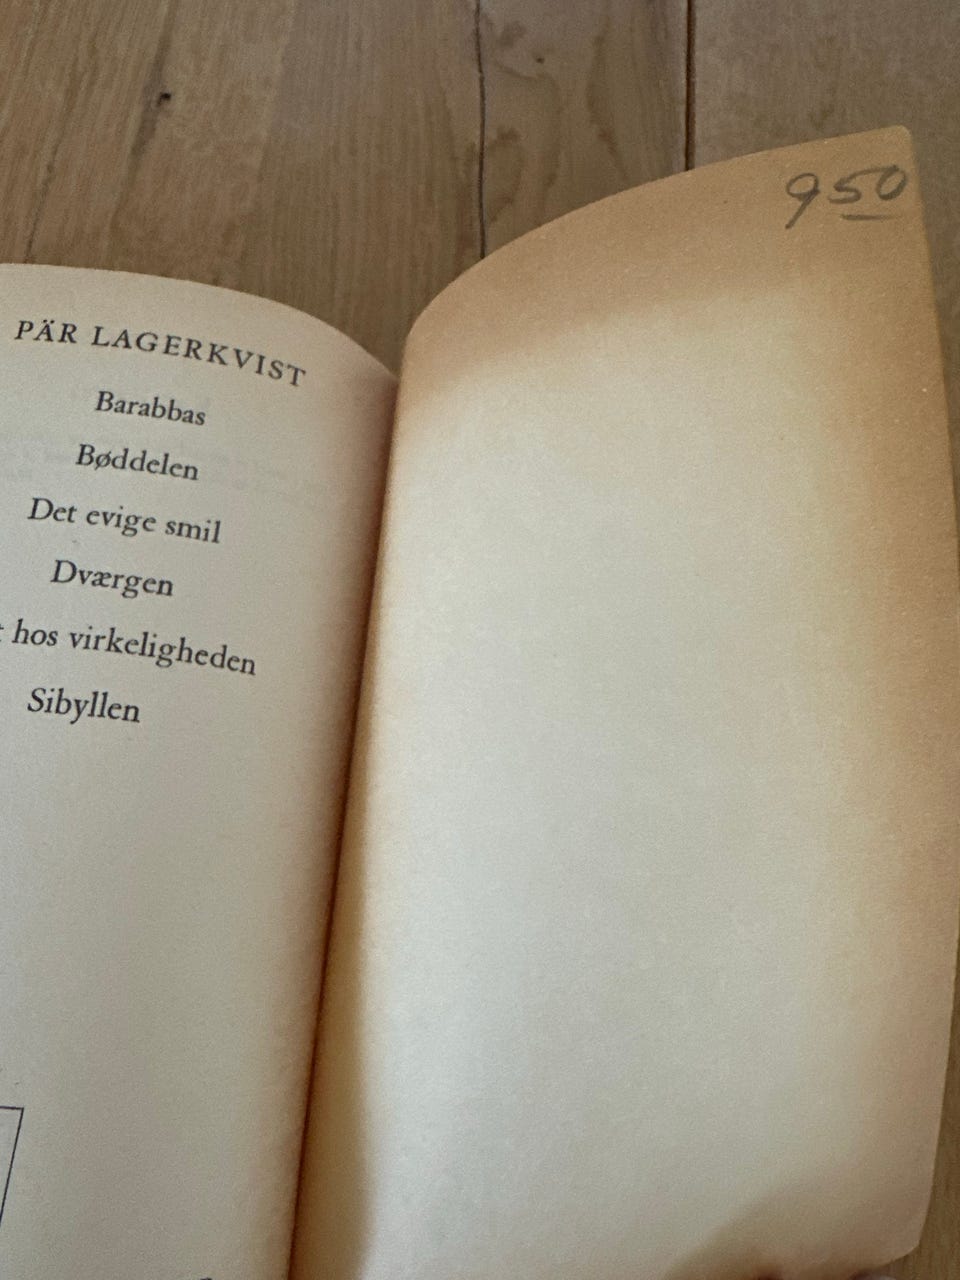 PÄR LAGERKVIST
Barabbas
Bøddelen
Det evige smil
Dværgen
hos virkeligheden
Sibyllen
950